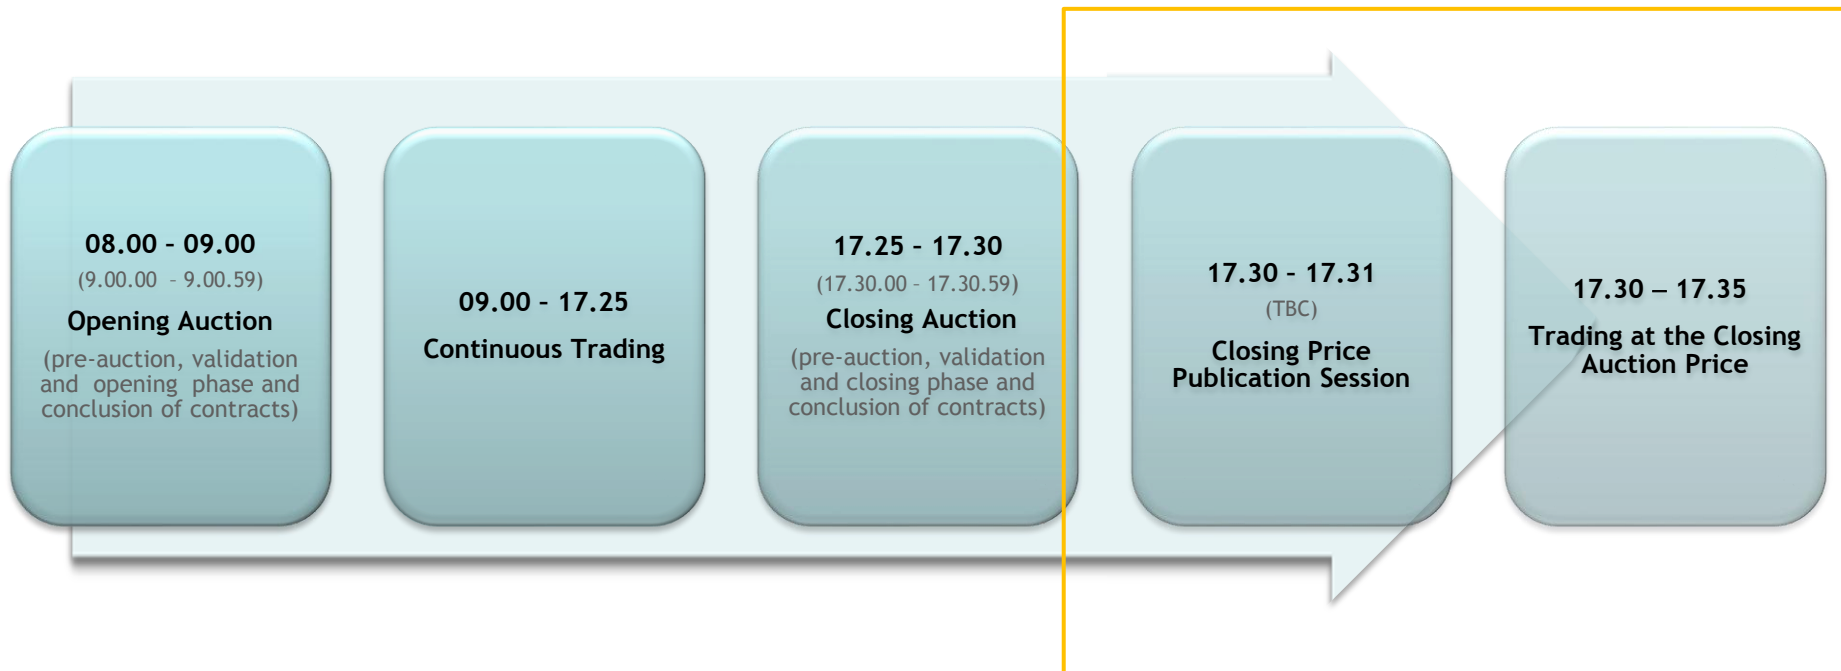 08.00 - 09.00
(9.00.00 - 9.00.59)
Opening Auction
(pre-auction, validation
and opening phase and
conclusion of contracts)
09.00 - 17.25
Continuous Trading
17.25 - 17.30
(17.30.00 - 17.30.59)
Closing Auction
(pre-auction, validation
and closing phase and
conclusion of contracts)
17.30 - 17.31
(TBC)
Closing Price
Publication Session
17.30 – 17.35
Trading at the Closing
Auction Price